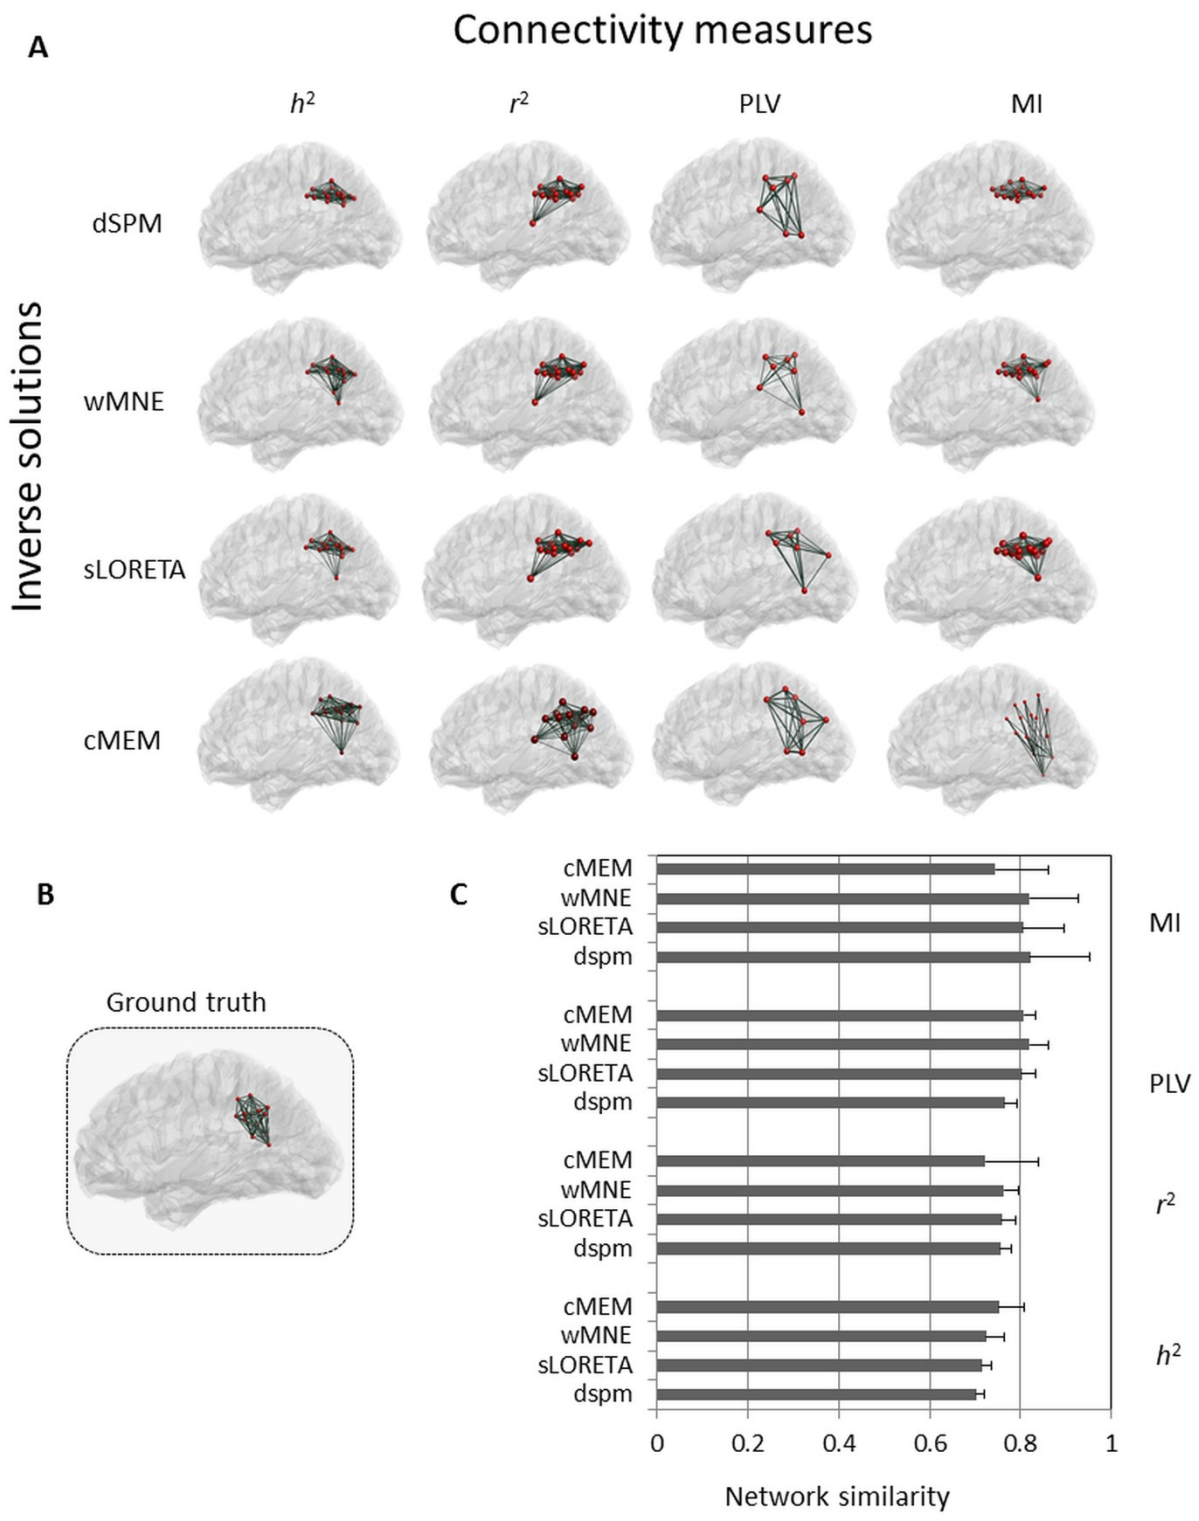 Connectivity measures
A
h² r² PLV MI
Inverse solutions
dSPM
wMNE
sLORETA
cMEM
B
Ground truth
C
cMEM
wMNE
sLORETA
dspm
MI
cMEM
wMNE
sLORETA
dspm
PLV
cMEM
wMNE
sLORETA
dspm
r²
cMEM
wMNE
sLORETA
dspm
h²
0 0.2 0.4 0.6 0.8 1
Network similarity